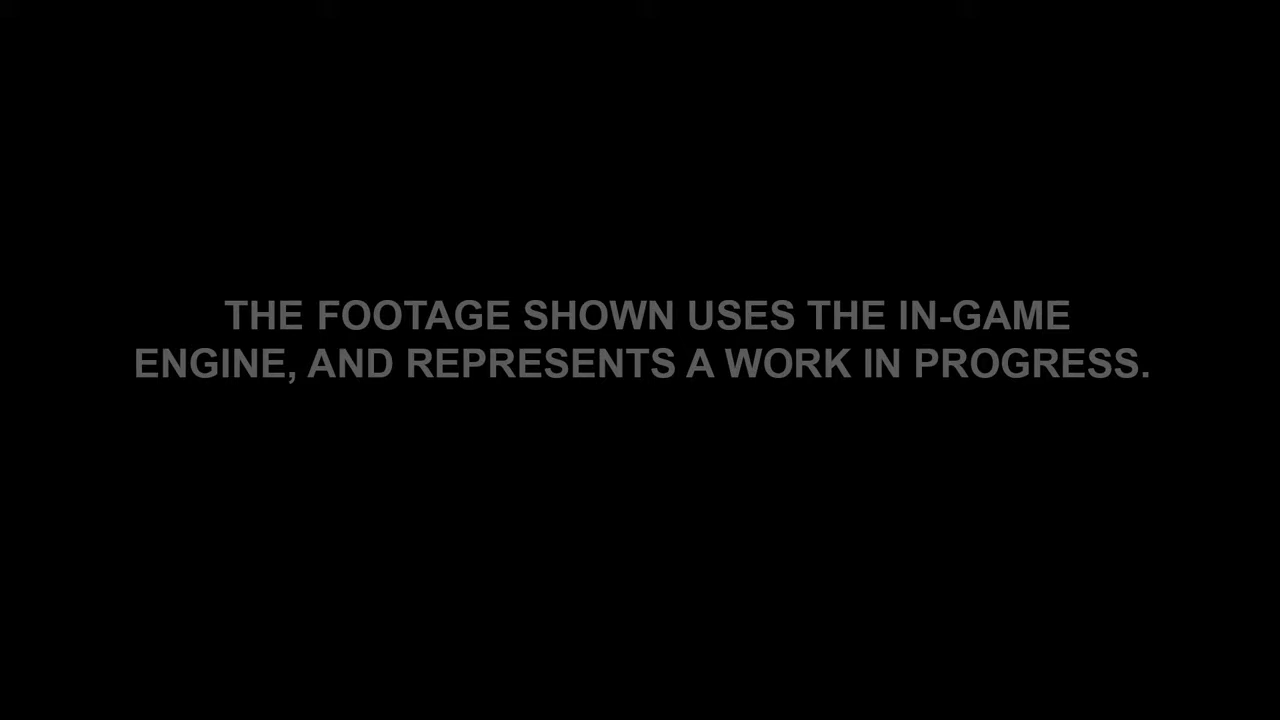 THE FOOTAGE SHOWN USES THE IN-GAME
ENGINE, AND REPRESENTS A WORK IN PROGRESS.